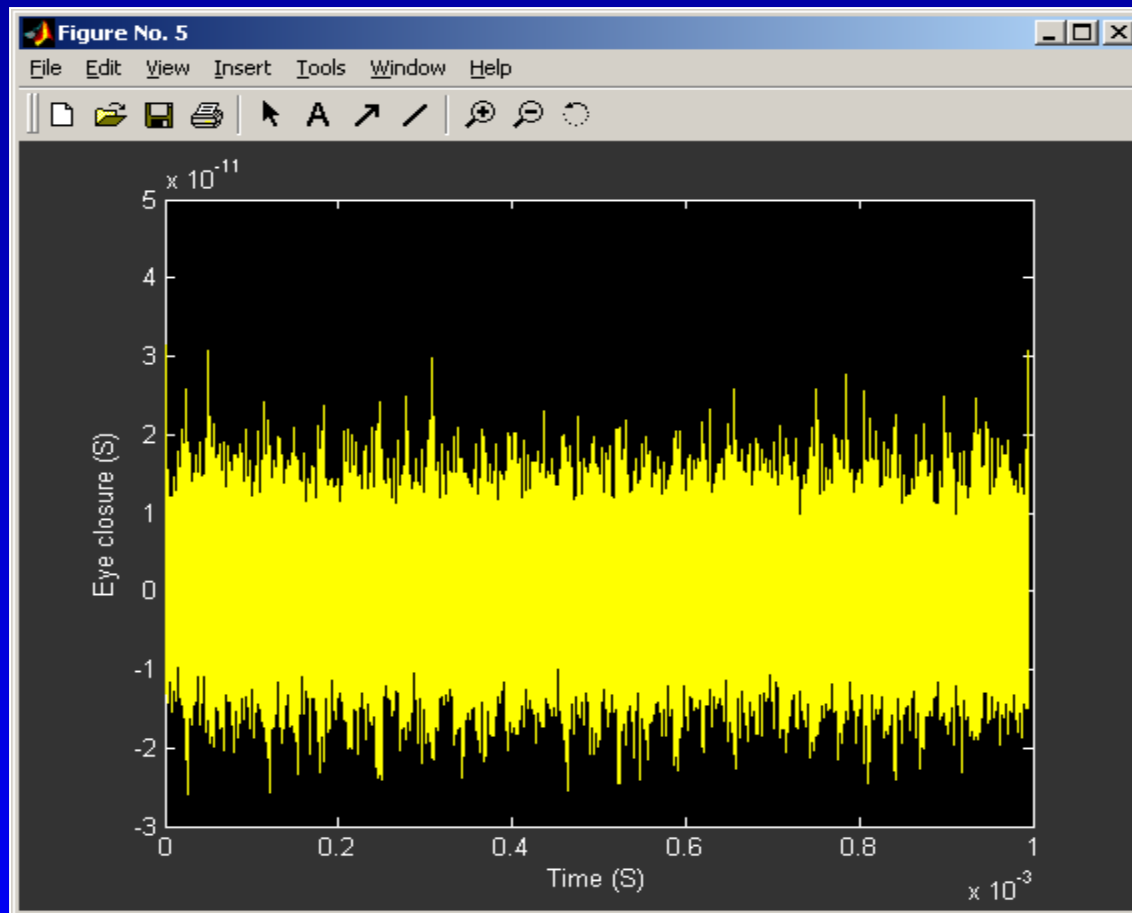 Figure No. 5
File Edit View Insert Tools Window Help
A
x 10^-11
5
4
3
2
1
0
-1
-2
-3
Eye closure (S)
0 0.2 0.4 0.6 0.8 1
Time (S)
x 10^-3